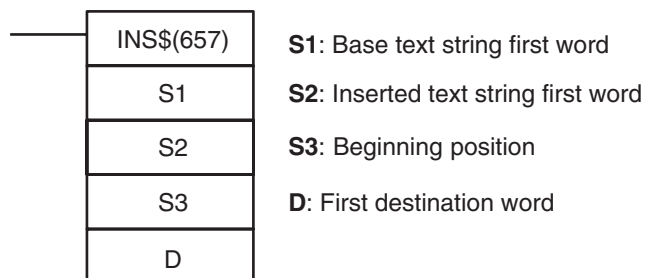 INS$(657)
S1
S2
S3
D
S1: Base text string first word
S2: Inserted text string first word
S3: Beginning position
D: First destination word